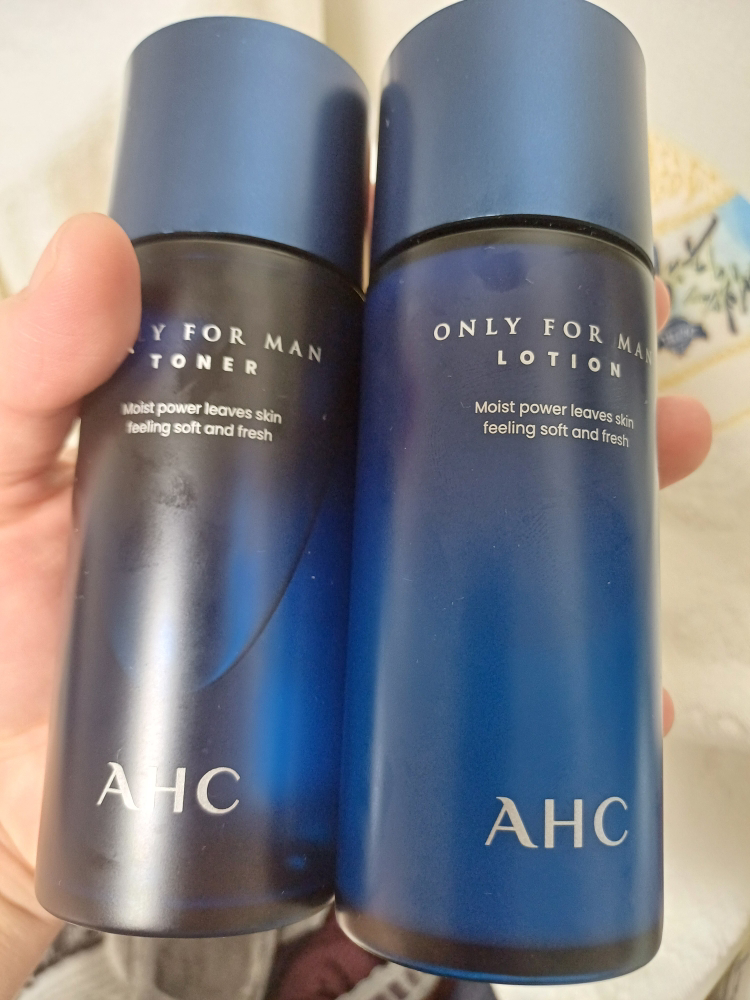 LY FOR MAN
TONER
Moist power leaves skin
feeling soft and fresh
AHC
ONLY FOR MAN
LOTION
Moist power leaves skin
feeling soft and fresh
AHC